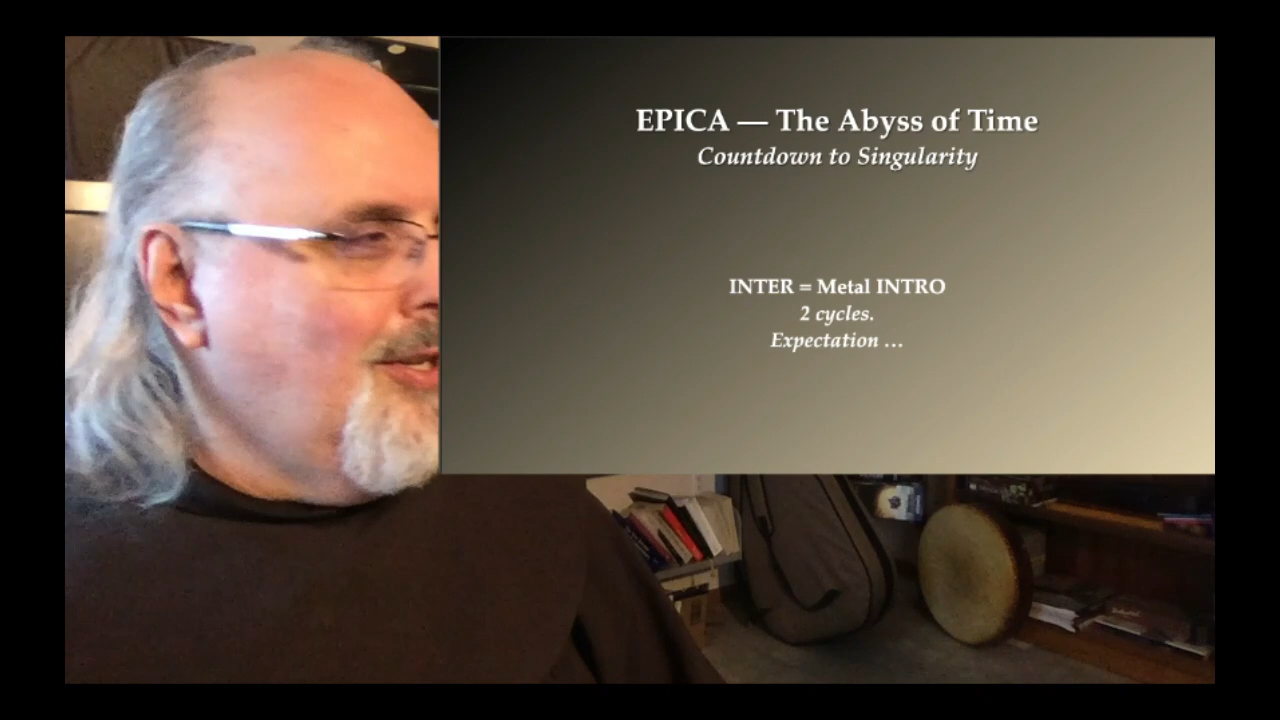 EPICA — The Abyss of Time
Countdown to Singularity
INTER = Metal INTRO
2 cycles.
Expectation …